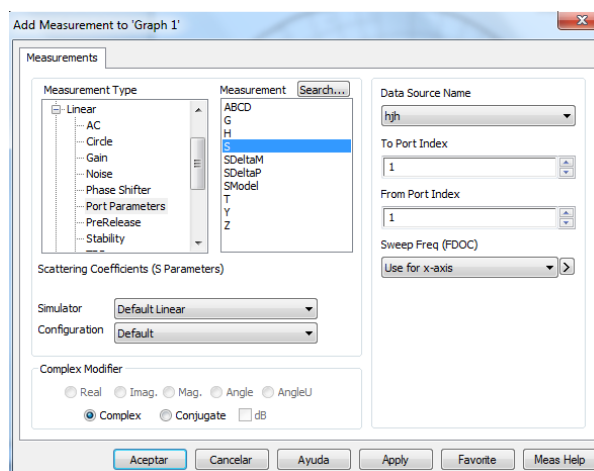 Add Measurement to 'Graph 1'
Measurements
Measurement Type
Linear
AC
Circle
Gain
Noise
Phase Shifter
Port Parameters
PreRelease
Stability
Measurement
Search...
ABCD
G
H
S
SDeltaM
SDeltaP
SModel
T
Y
Z
Scattering Coefficients (S Parameters)
Simulator
Default Linear
Configuration
Default
Complex Modifier
Real Imag. Mag. Angle AngleU
Complex Conjugate dB
Data Source Name
hjh
To Port Index
1
From Port Index
1
Sweep Freq (FDOC)
Use for x-axis
>
Aceptar Cancelar Ayuda Apply Favorite Meas Help